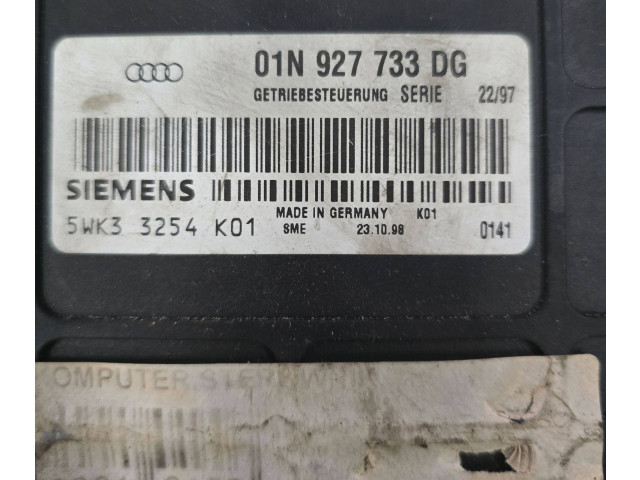 01N 927 733 DG
GETRIEBESTEUERUNG SERIE 22/97
SIEMENS
MADE IN GERMANY K01
5WK3 3254 K01 SME 23.10.98 0141
OMPUTER